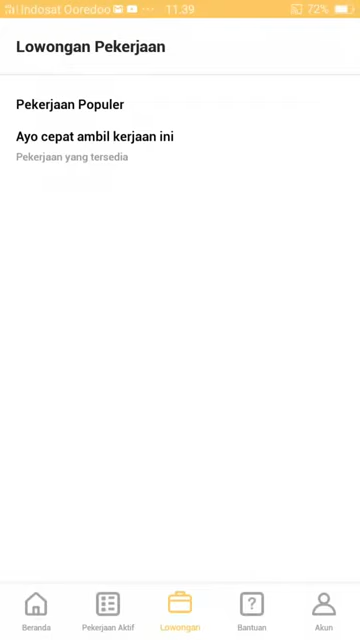 Indosat Ooredoo ··· 11.39 72%
Lowongan Pekerjaan
Pekerjaan Populer
Ayo cepat ambil kerjaan ini
Pekerjaan yang tersedia
Beranda Pekerjaan Aktif Lowongan Bantuan Akun